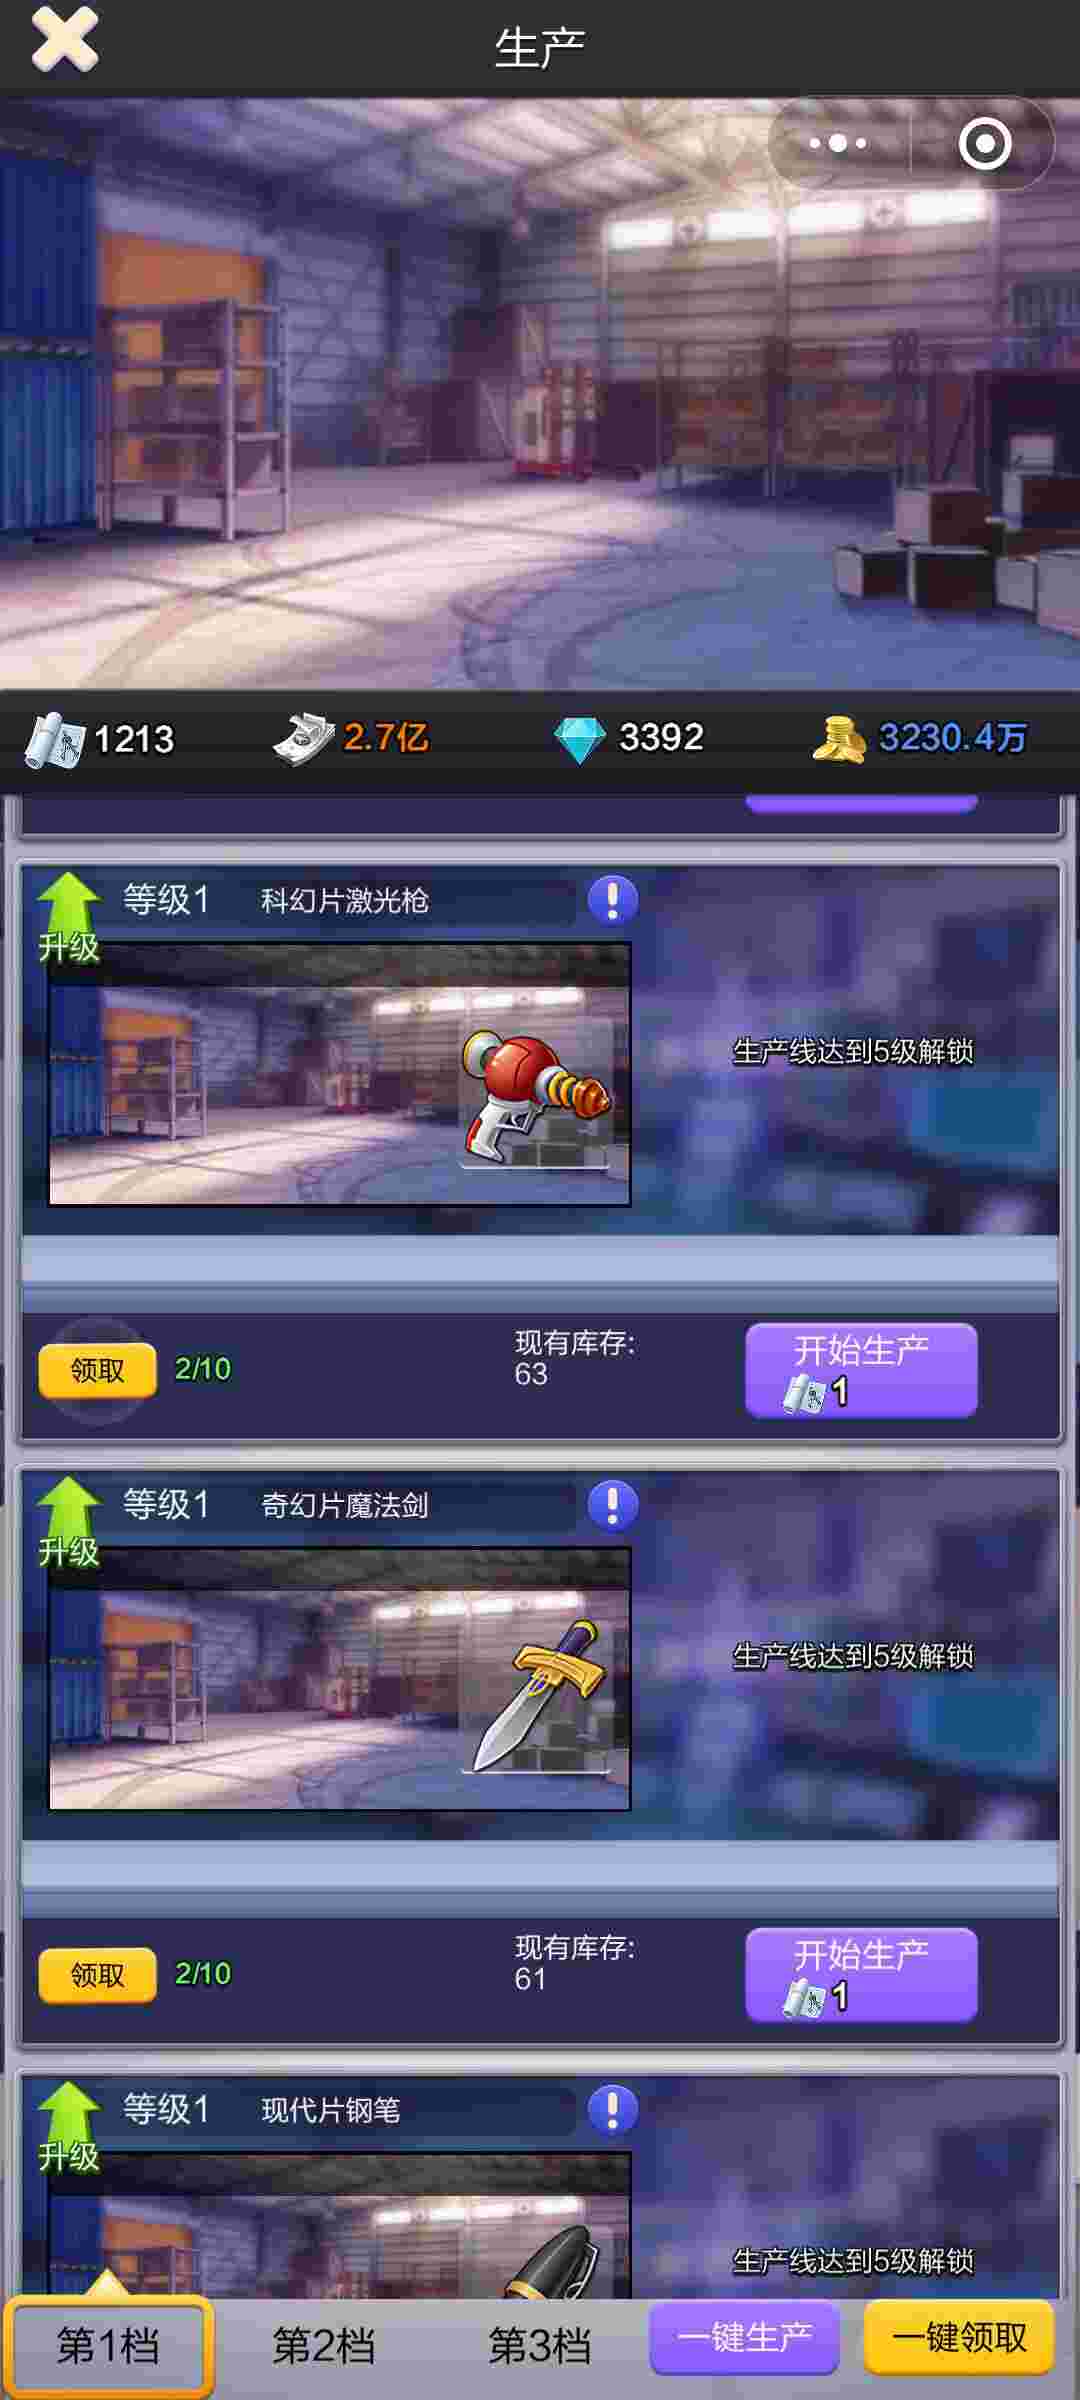 生产
1213
2.7亿
3392
3230.4万
等级1
科幻片激光枪
升级
生产线达到5级解锁
领取
2/10
现有库存:
63
开始生产
1
等级1
奇幻片魔法剑
升级
生产线达到5级解锁
领取
2/10
现有库存:
61
开始生产
1
等级1
现代片钢笔
升级
生产线达到5级解锁
第1档
第2档
第3档
一键生产
一键领取